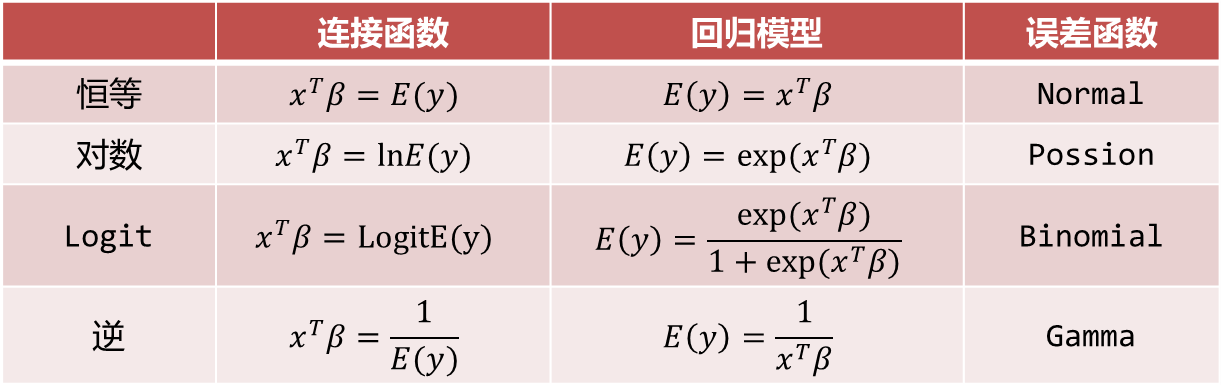 连接函数 回归模型 误差函数
恒等 x^T β = E(y) E(y) = x^T β Normal
对数 x^T β = lnE(y) E(y) = exp(x^T β) Possion
Logit x^T β = LogitE(y) E(y) = exp(x^T β) / 1 + exp(x^T β) Binomial
逆 x^T β = 1 / E(y) E(y) = 1 / x^T β Gamma